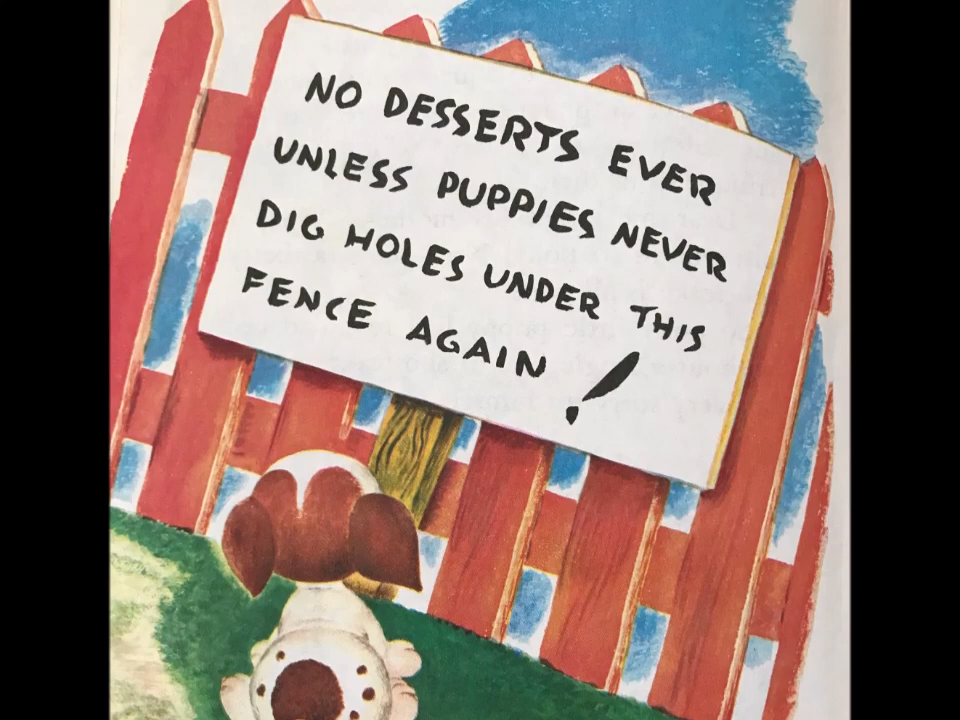 NO DESSERTS EVER
UNLESS PUPPIES NEVER
DIG HOLES UNDER THIS
FENCE AGAIN !